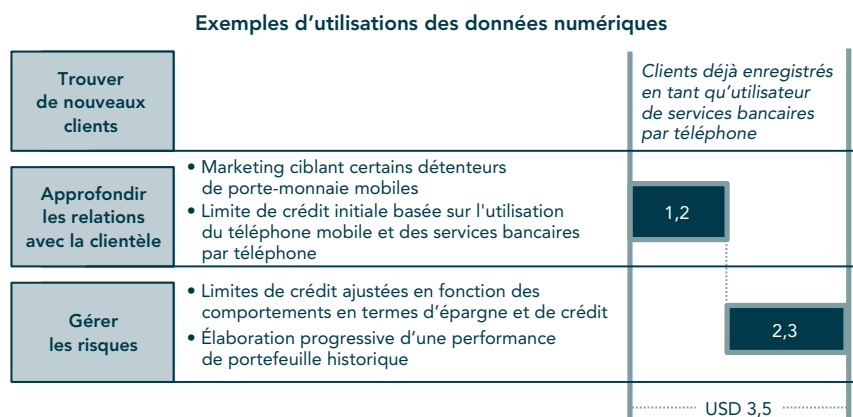 Exemples d’utilisations des données numériques
Trouver
de nouveaux
clients
Clients déjà enregistrés
en tant qu’utilisateur
de services bancaires
par téléphone
Approfondir
les relations
avec la clientèle
• Marketing ciblant certains détenteurs
de porte-monnaie mobiles
• Limite de crédit initiale basée sur l'utilisation
du téléphone mobile et des services bancaires
par téléphone
1,2
Gérer
les risques
• Limites de crédit ajustées en fonction des
comportements en termes d’épargne et de crédit
• Élaboration progressive d’une performance
de portefeuille historique
2,3
USD 3,5